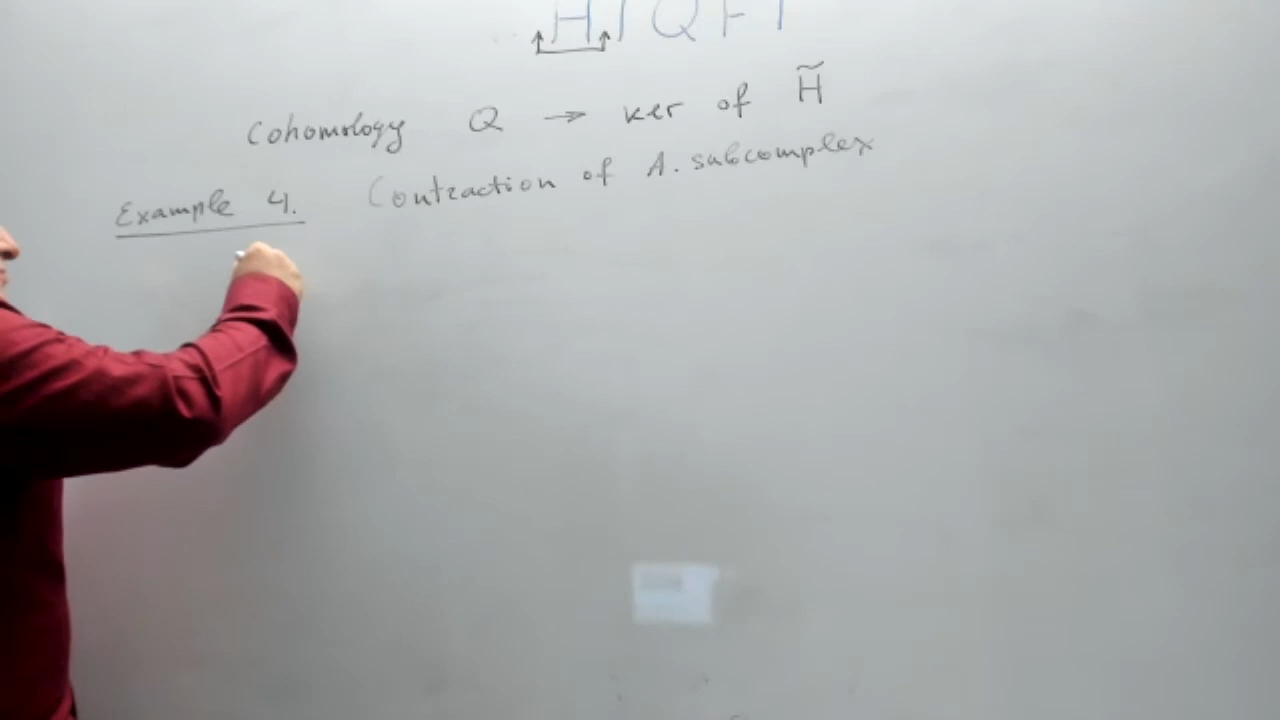 HTQFT
Cohomology Q → ker of H̃
Example 4. Contraction of A. subcomplex